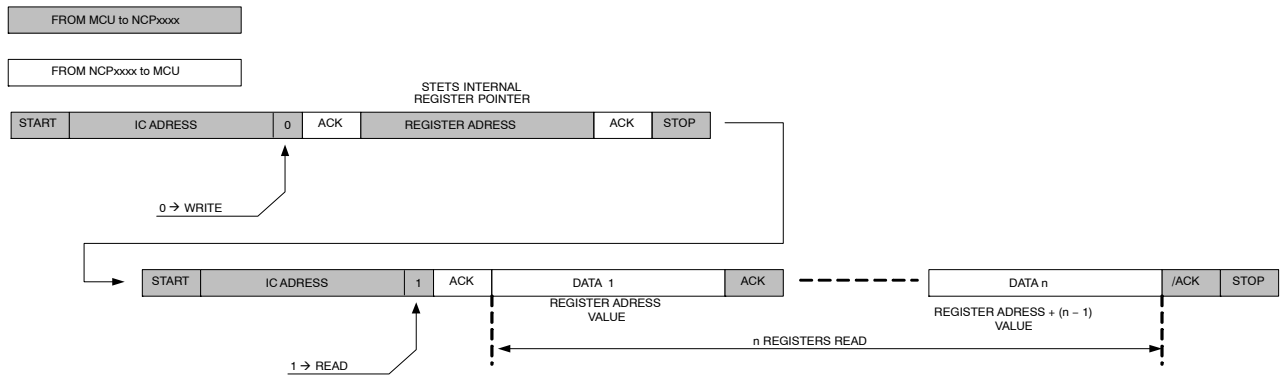 FROM MCU to NCPxxxx
FROM NCPxxxx to MCU
STETS INTERNAL
REGISTER POINTER
START IC ADRESS 0 ACK REGISTER ADRESS ACK STOP
0 → WRITE
START IC ADRESS 1 ACK DATA 1 ACK DATA n /ACK STOP
REGISTER ADRESS
VALUE
REGISTER ADRESS + (n − 1)
VALUE
n REGISTERS READ
1 → READ